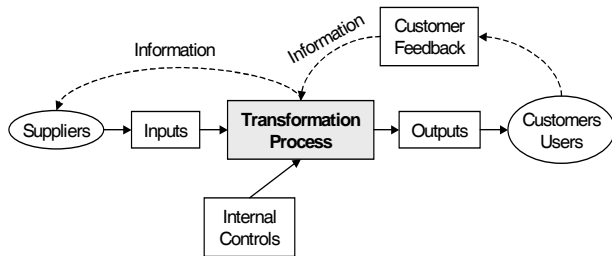 Information
Information
Customer
Feedback
Suppliers
Inputs
Transformation
Process
Outputs
Customers
Users
Internal
Controls